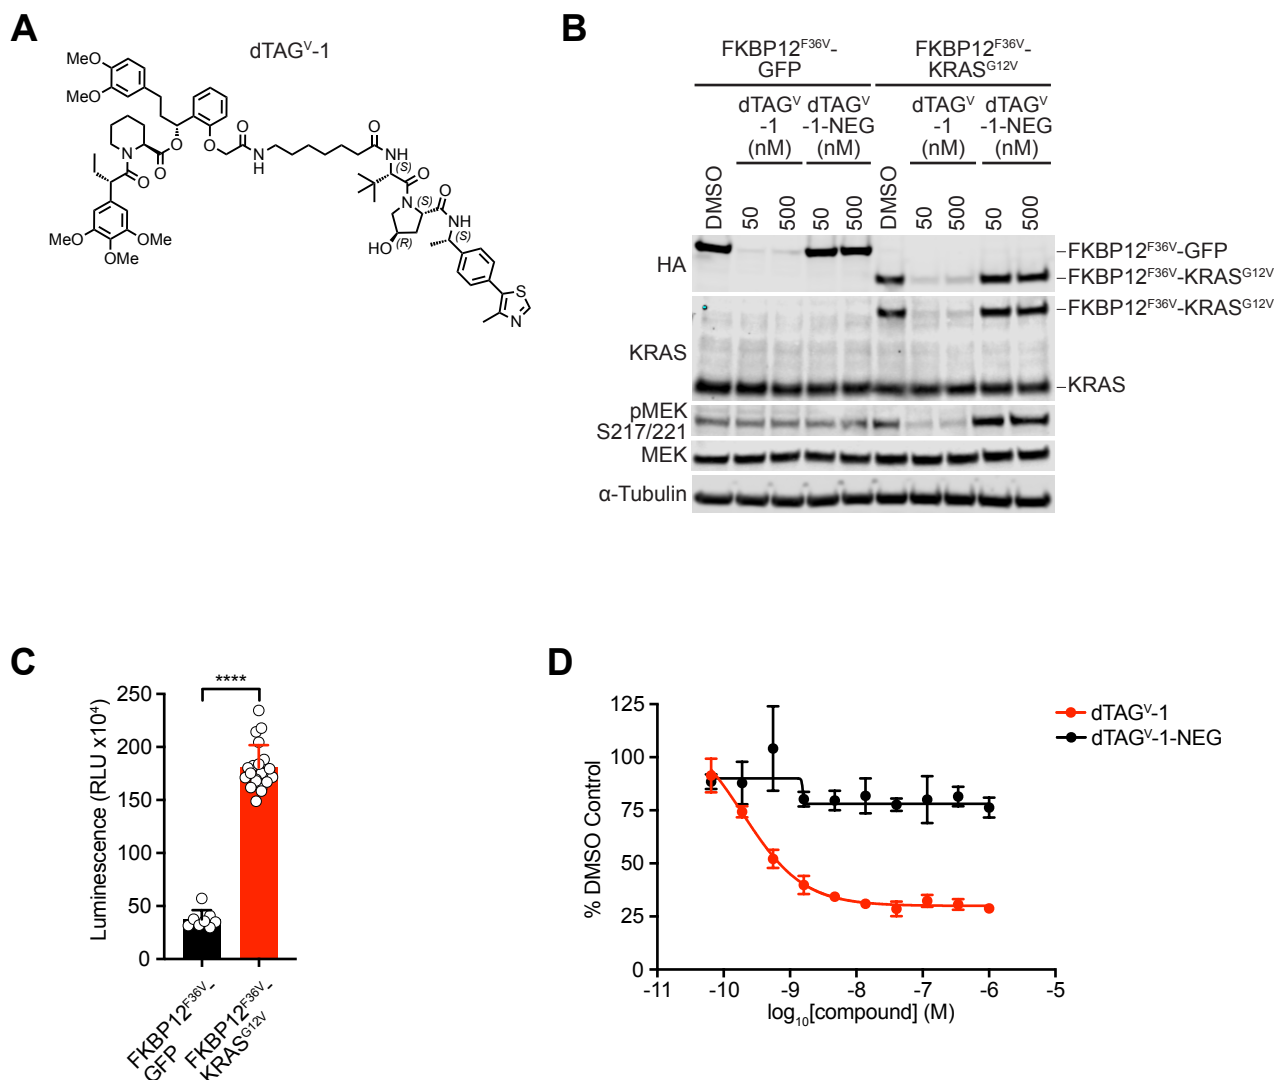 A
dTAGⱽ-1
MeO
MeO
O
O
O
N
H
O
NH
(S)
N
O
O
O
(S)
N
O
NH
(S)
HO
(R)
MeO
OMe
OMe
S
N
B
FKBP12F36V-
GFP
FKBP12F36V-
KRASG12V
dTAGⱽ
-1
(nM)
dTAGⱽ
-1-NEG
(nM)
dTAGⱽ
-1
(nM)
dTAGⱽ
-1-NEG
(nM)
DMSO
50
500
50
500
DMSO
50
500
50
500
HA
FKBP12F36V-GFP
FKBP12F36V-KRASG12V
FKBP12F36V-KRASG12V
KRAS
KRAS
pMEK
S217/221
MEK
α-Tubulin
C
****
Luminescence (RLU x10⁴)
250
200
150
100
50
0
FKBP12F36V-
GFP
FKBP12F36V-
KRASG12V
D
% DMSO Control
125
100
75
50
25
0
-11
-10
-9
-8
-7
-6
-5
log₁₀[compound] (M)
dTAGⱽ-1
dTAGⱽ-1-NEG